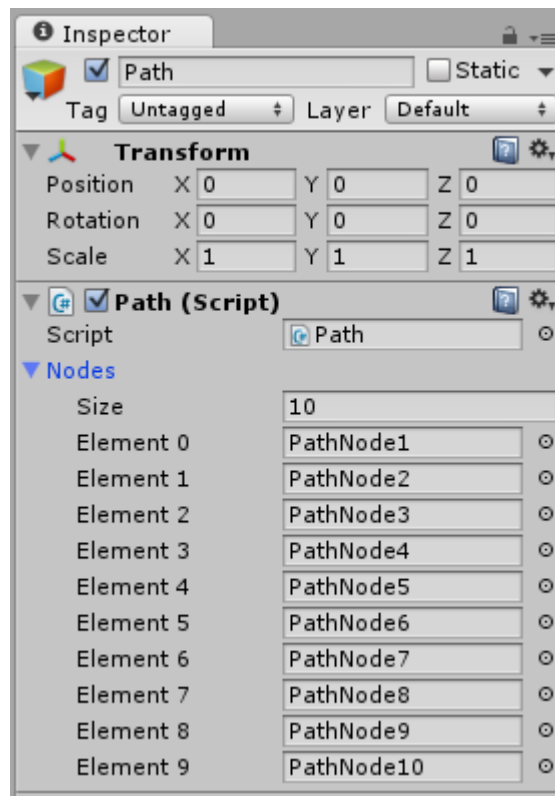 Inspector
Path Static
Tag Untagged Layer Default
Transform
Position X 0 Y 0 Z 0
Rotation X 0 Y 0 Z 0
Scale X 1 Y 1 Z 1
Path (Script)
Script Path
Nodes
Size 10
Element 0 PathNode1
Element 1 PathNode2
Element 2 PathNode3
Element 3 PathNode4
Element 4 PathNode5
Element 5 PathNode6
Element 6 PathNode7
Element 7 PathNode8
Element 8 PathNode9
Element 9 PathNode10